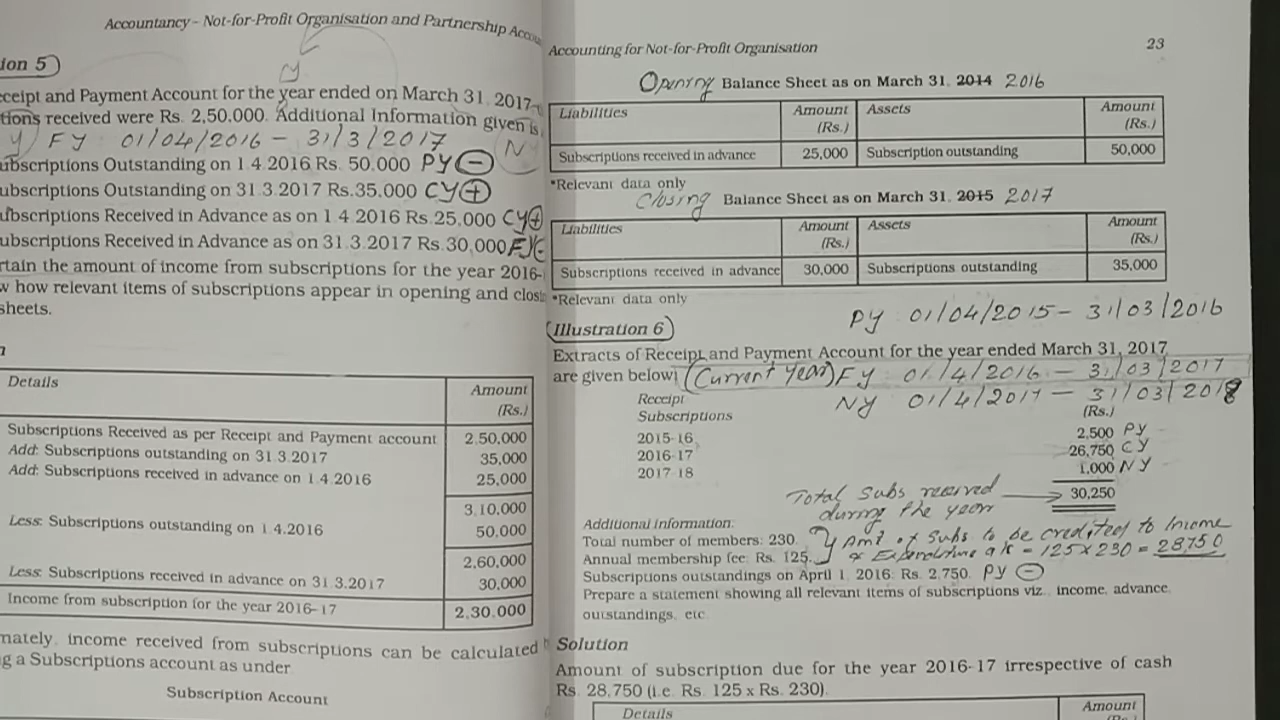 Accountancy – Not-for-Profit Organisation and Partnership Accou
ion 5
y
eceipt and Payment Account for the year ended on March 31, 2017,
tions received were Rs. 2,50,000. Additional Information given is
y FY 01/04/2016 – 31/3/2017 N
ubscriptions Outstanding on 1.4.2016 Rs. 50,000 PY –
ubscriptions Outstanding on 31.3.2017 Rs.35,000 CY +
ubscriptions Received in Advance as on 1.4.2016 Rs.25,000 CY +
ubscriptions Received in Advance as on 31.3.2017 Rs.30,000
rtain the amount of income from subscriptions for the year 2016-
w how relevant items of subscriptions appear in opening and closi
sheets.
n
Details Amount
(Rs.)
Subscriptions Received as per Receipt and Payment account 2,50,000
Add: Subscriptions outstanding on 31.3.2017 35,000
Add: Subscriptions received in advance on 1.4.2016 25,000
3,10,000
Less: Subscriptions outstanding on 1.4.2016 50,000
2,60,000
Less: Subscriptions received in advance on 31.3.2017 30,000
Income from subscription for the year 2016–17 2,30,000
nately, income received from subscriptions can be calculated b
g a Subscriptions account as under
Subscription Account
Accounting for Not-for-Profit Organisation 23
Opening Balance Sheet as on March 31, 2014 2016
Liabilities Amount Assets Amount
(Rs.) (Rs.)
Subscriptions received in advance 25,000 Subscription outstanding 50,000
*Relevant data only
Closing Balance Sheet as on March 31, 2015 2017
Liabilities Amount Assets Amount
(Rs.) (Rs.)
Subscriptions received in advance 30,000 Subscriptions outstanding 35,000
*Relevant data only
PY 01/04/2015 – 31/03/2016
Illustration 6
Extracts of Receipt and Payment Account for the year ended March 31, 2017
are given below: (Current Year) FY 01/4/2016 – 31/03/2017
Receipt NY 01/4/2017 – 31/03/2018
Subscriptions (Rs.)
2015-16 2,500 PY
2016-17 26,750 CY
2017-18 1,000 NY
Total subs received → 30,250
during the year
Additional Information:
Total number of members: 230. Amt of subs to be credited to Income
Annual membership fee: Rs. 125. & Expenditure a/c = 125 x 230 = 28750
Subscriptions outstandings on April 1, 2016: Rs. 2,750. PY –
Prepare a statement showing all relevant items of subscriptions viz., income, advance,
outstandings, etc.
Solution
Amount of subscription due for the year 2016-17 irrespective of cash
Rs. 28,750 (i.e. Rs. 125 x Rs. 230).
Details Amount